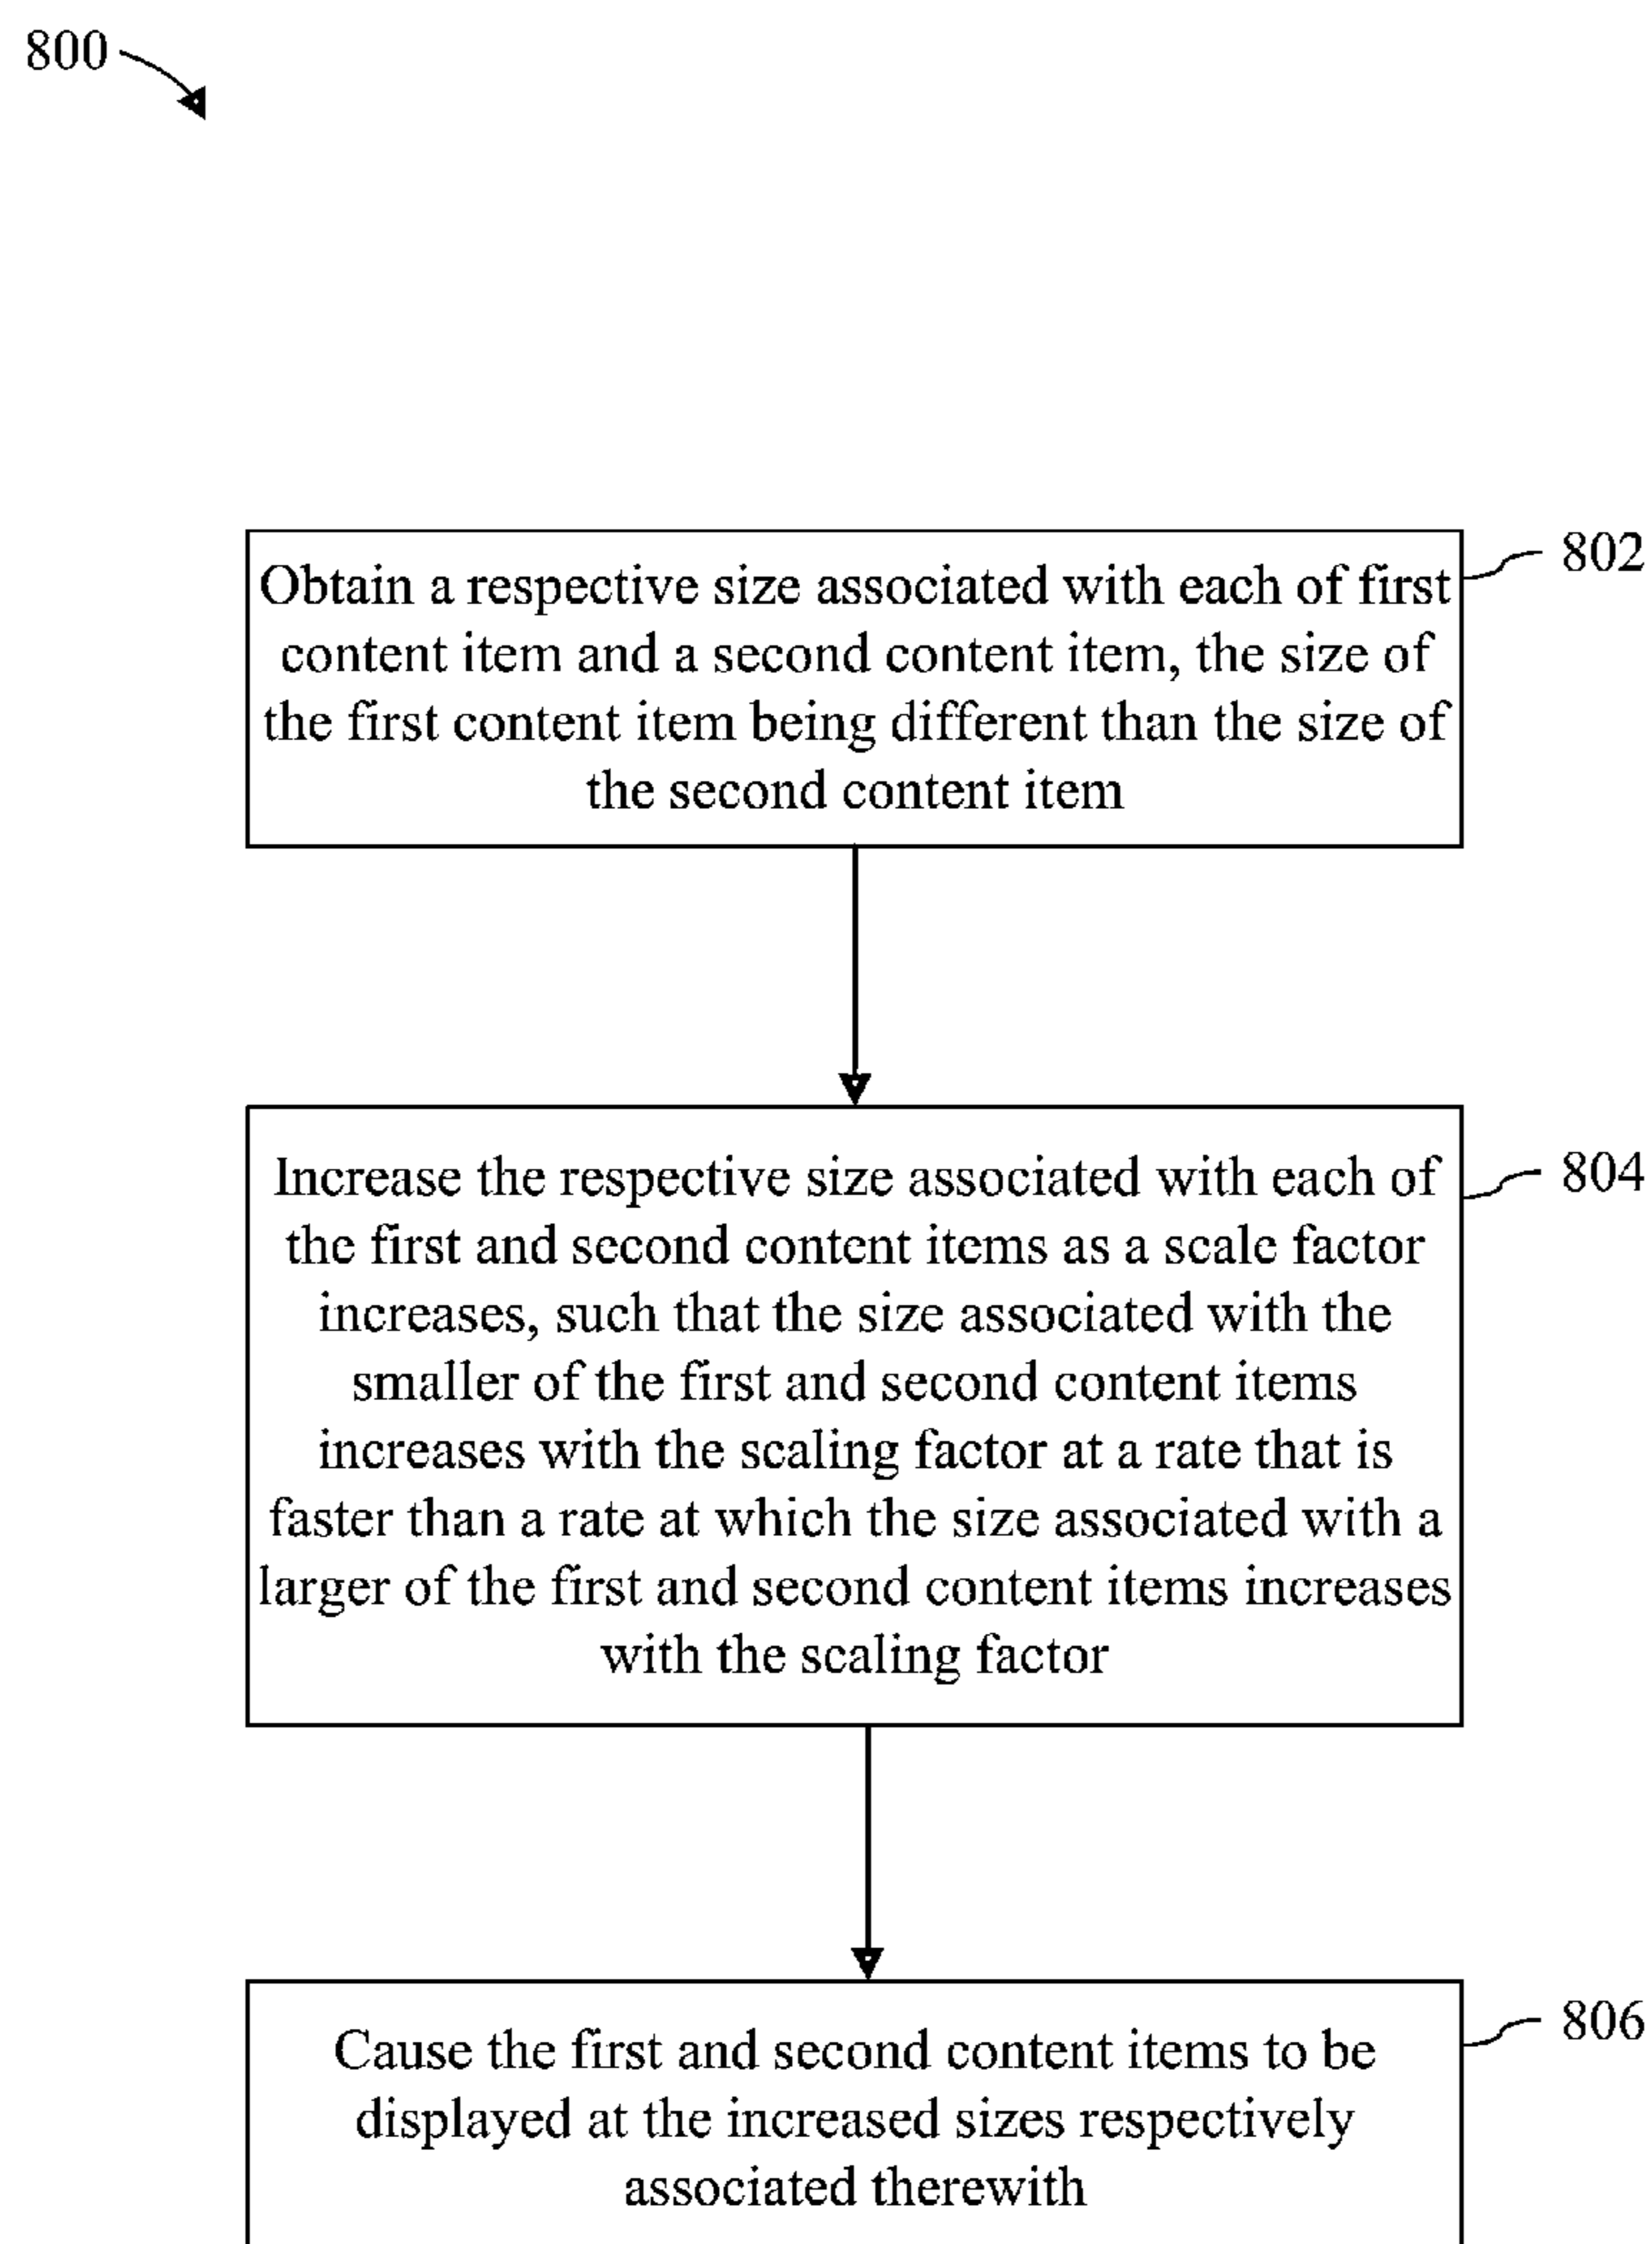 800
802
Obtain a respective size associated with each of first
content item and a second content item, the size of
the first content item being different than the size of
the second content item
804
Increase the respective size associated with each of
the first and second content items as a scale factor
increases, such that the size associated with the
smaller of the first and second content items
increases with the scaling factor at a rate that is
faster than a rate at which the size associated with a
larger of the first and second content items increases
with the scaling factor
806
Cause the first and second content items to be
displayed at the increased sizes respectively
associated therewith